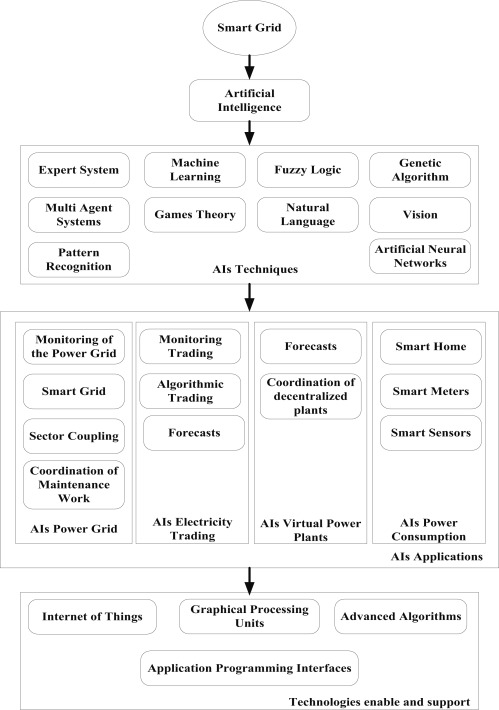 Smart Grid
Artificial
Intelligence
Expert System
Machine
Learning
Fuzzy Logic
Genetic
Algorithm
Multi Agent
Systems
Games Theory
Natural
Language
Vision
Pattern
Recognition
Artificial Neural
Networks
AIs Techniques
Monitoring of
the Power Grid
Smart Grid
Sector Coupling
Coordination of
Maintenance
Work
AIs Power Grid
Monitoring
Trading
Algorithmic
Trading
Forecasts
AIs Electricity
Trading
Forecasts
Coordination of
decentralized
plants
AIs Virtual Power
Plants
Smart Home
Smart Meters
Smart Sensors
AIs Power
Consumption
AIs Applications
Internet of Things
Graphical Processing
Units
Advanced Algorithms
Application Programming Interfaces
Technologies enable and support